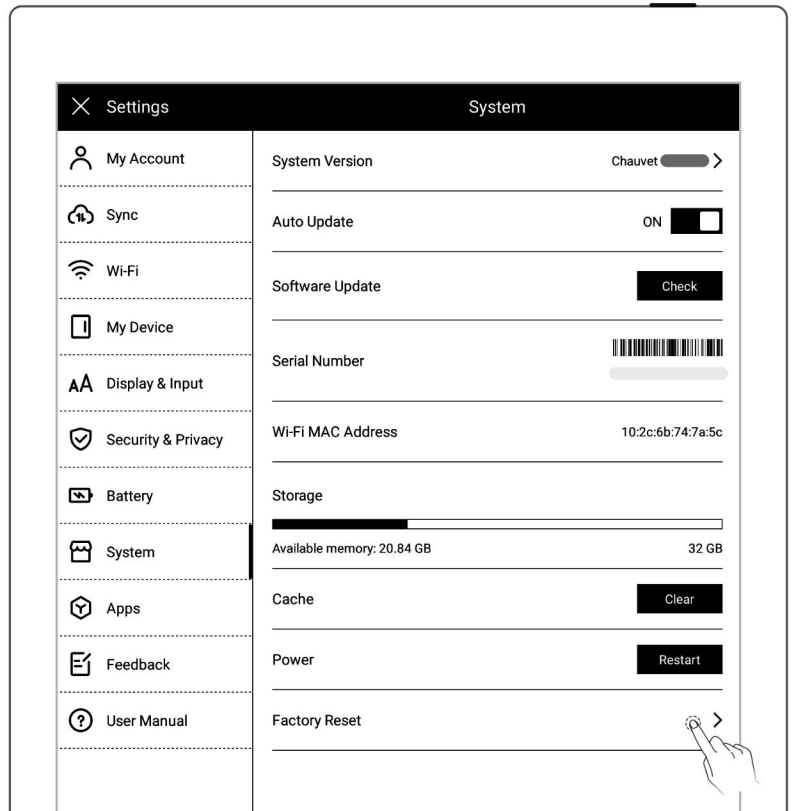 Settings
System
My Account
Sync
Wi-Fi
My Device
Display & Input
Security & Privacy
Battery
System
Apps
Feedback
User Manual
System Version Chauvet
Auto Update ON
Software Update Check
Serial Number
Wi-Fi MAC Address 10:2c:6b:74:7a:5c
Storage
Available memory: 20.84 GB 32 GB
Cache Clear
Power Restart
Factory Reset